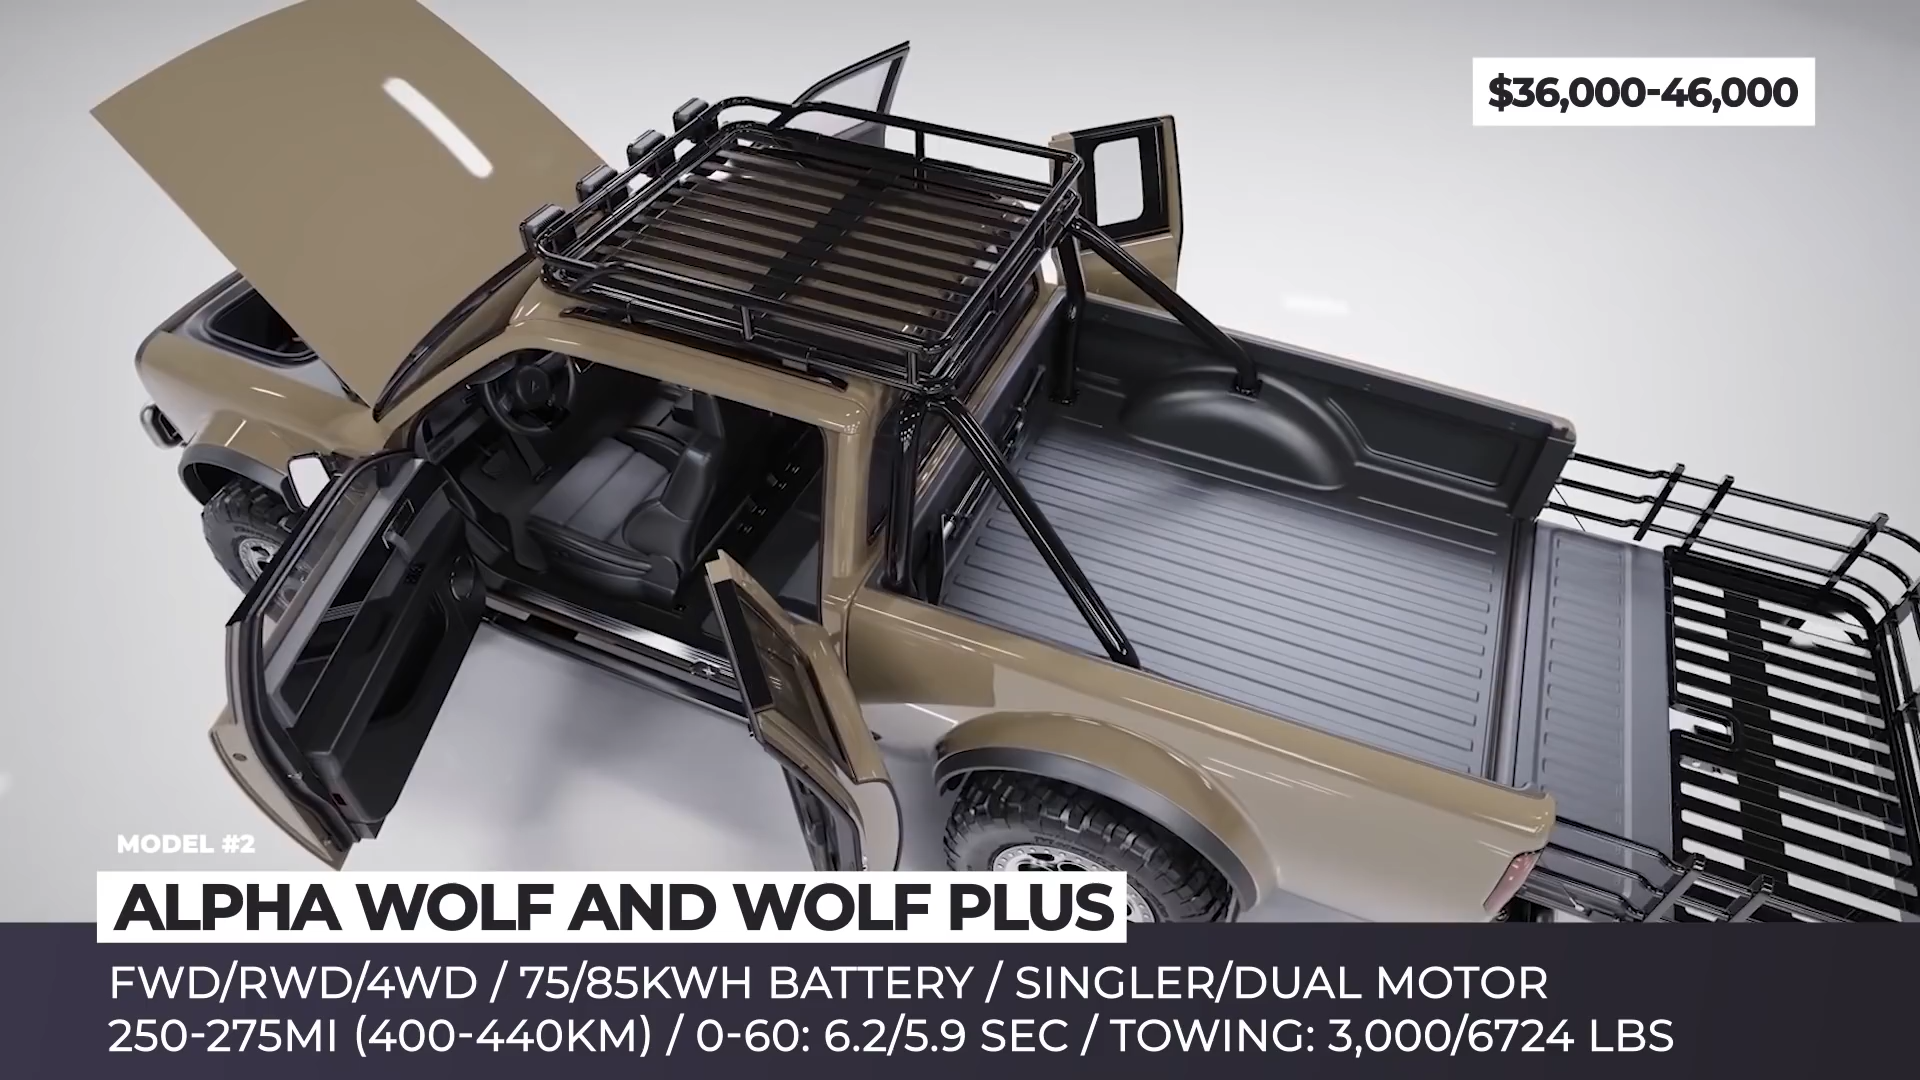 $36,000-46,000
MODEL #2
ALPHA WOLF AND WOLF PLUS
FWD/RWD/4WD / 75/85KWH BATTERY / SINGLER/DUAL MOTOR
250-275MI (400-440KM) / 0-60: 6.2/5.9 SEC / TOWING: 3,000/6724 LBS